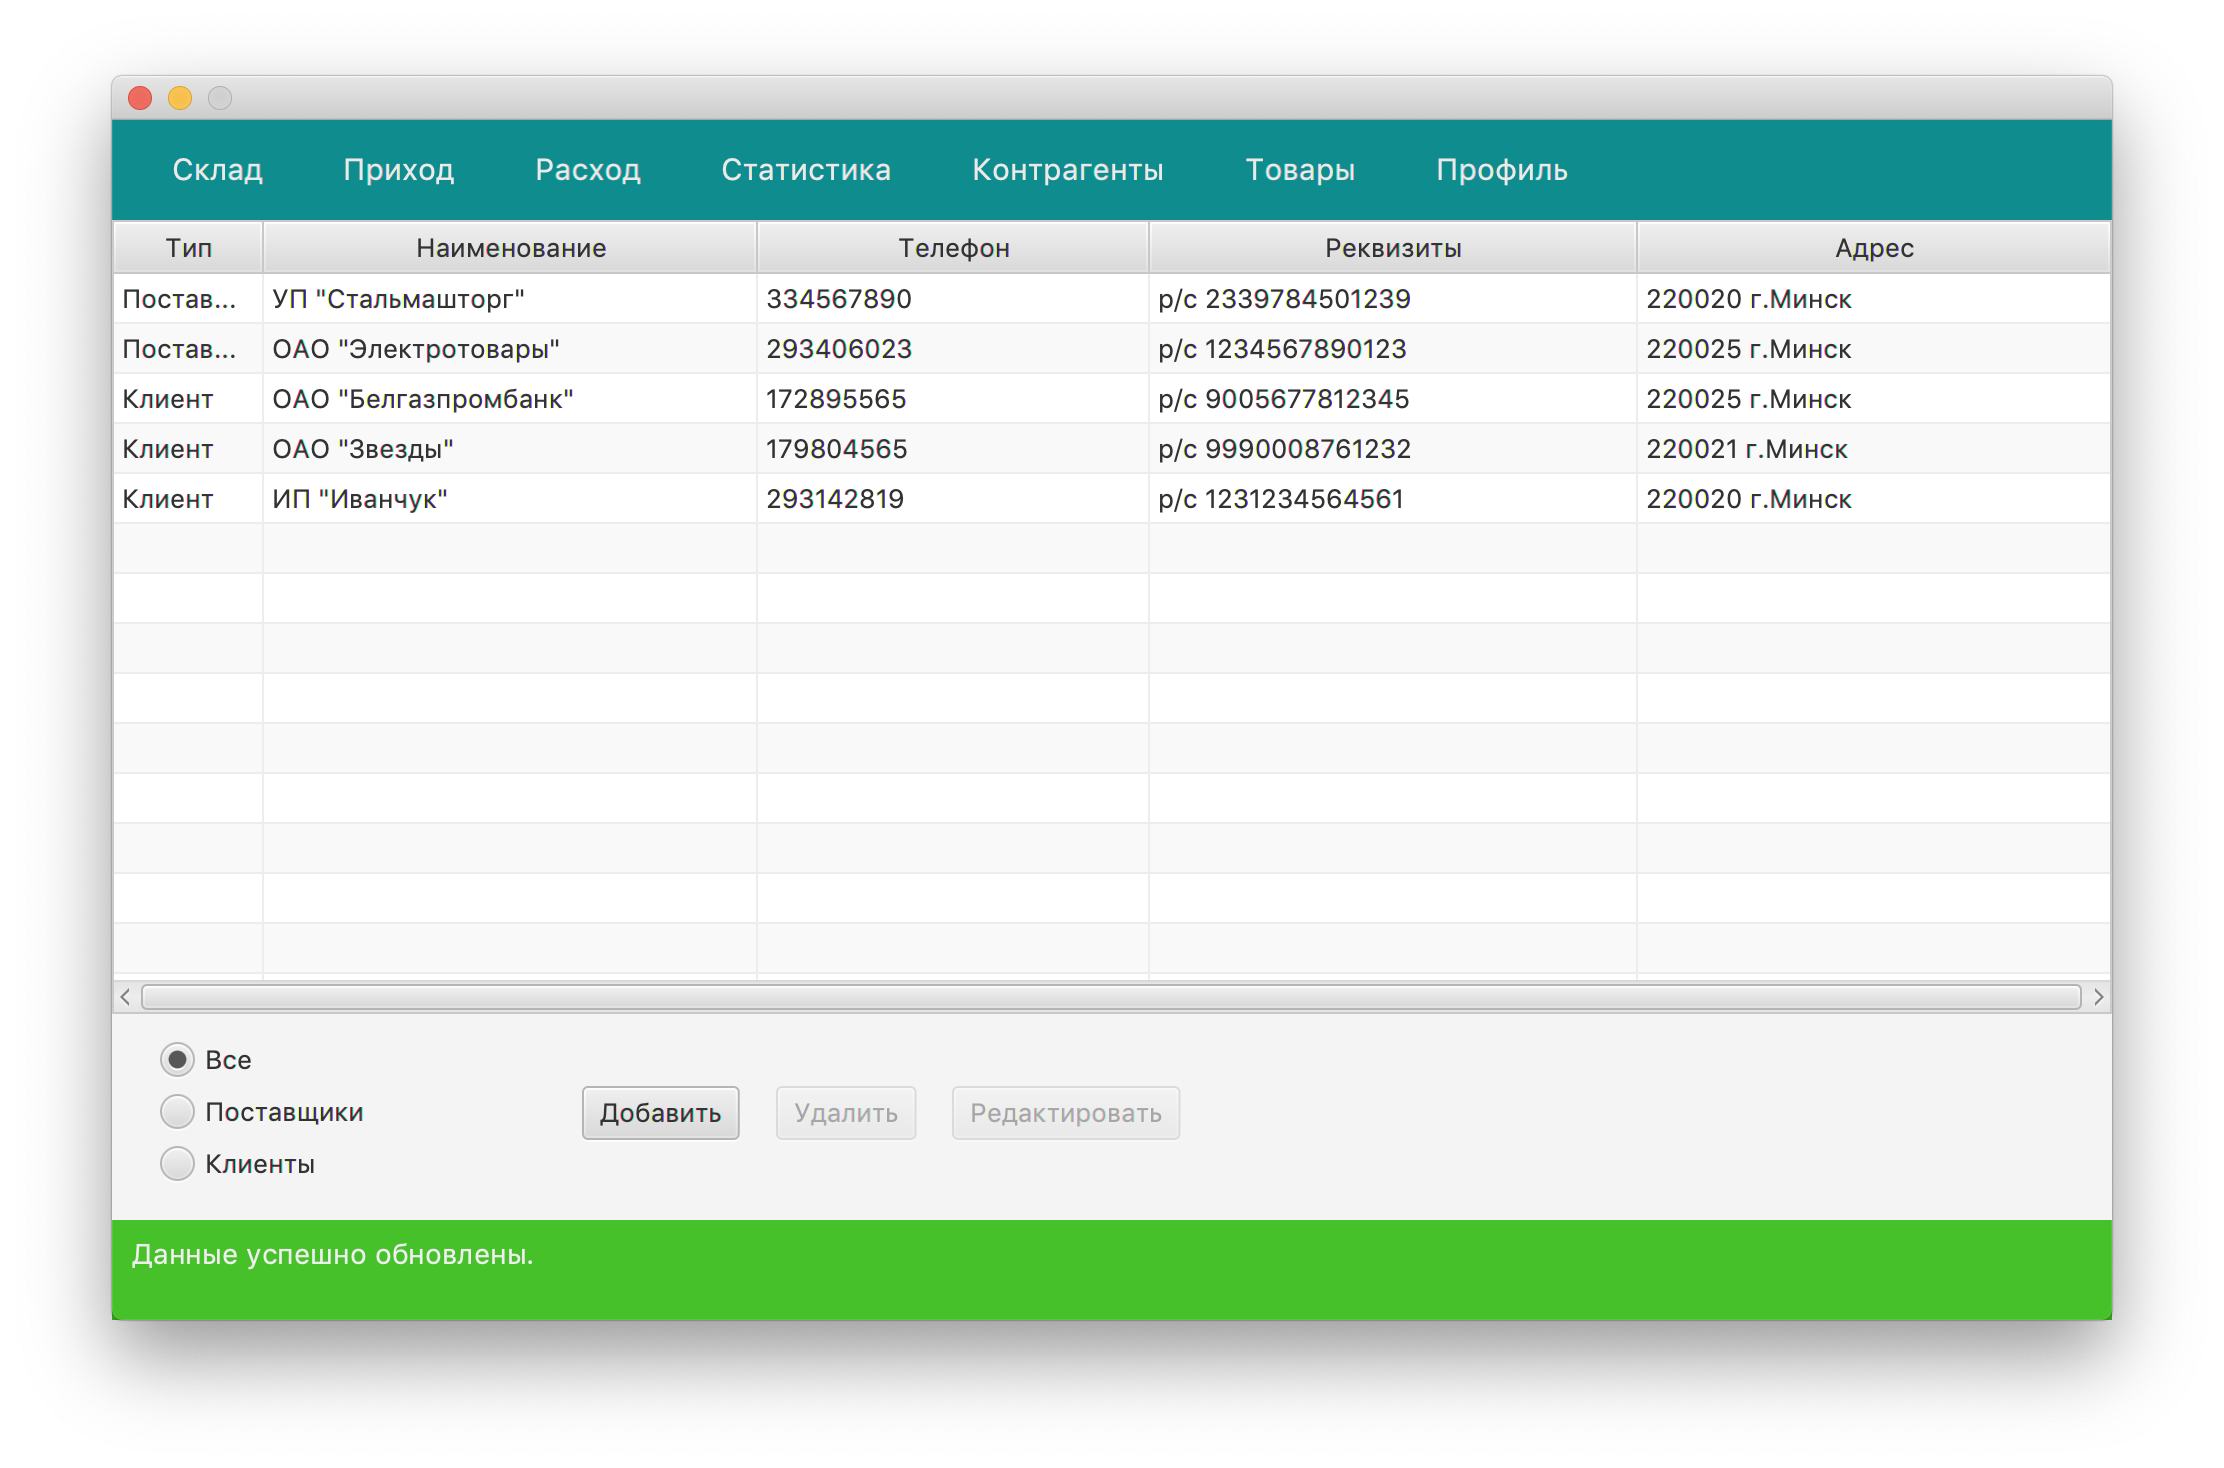 Склад Приход Расход Статистика Контрагенты Товары Профиль
Тип Наименование Телефон Реквизиты Адрес
Постав... УП "Стальмашторг" 334567890 р/с 2339784501239 220020 г.Минск
Постав... ОАО "Электротовары" 293406023 р/с 1234567890123 220025 г.Минск
Клиент ОАО "Белгазпромбанк" 172895565 р/с 9005677812345 220025 г.Минск
Клиент ОАО "Звезды" 179804565 р/с 9990008761232 220021 г.Минск
Клиент ИП "Иванчук" 293142819 р/с 1231234564561 220020 г.Минск
Все
Поставщики
Добавить Удалить Редактировать
Клиенты
Данные успешно обновлены.